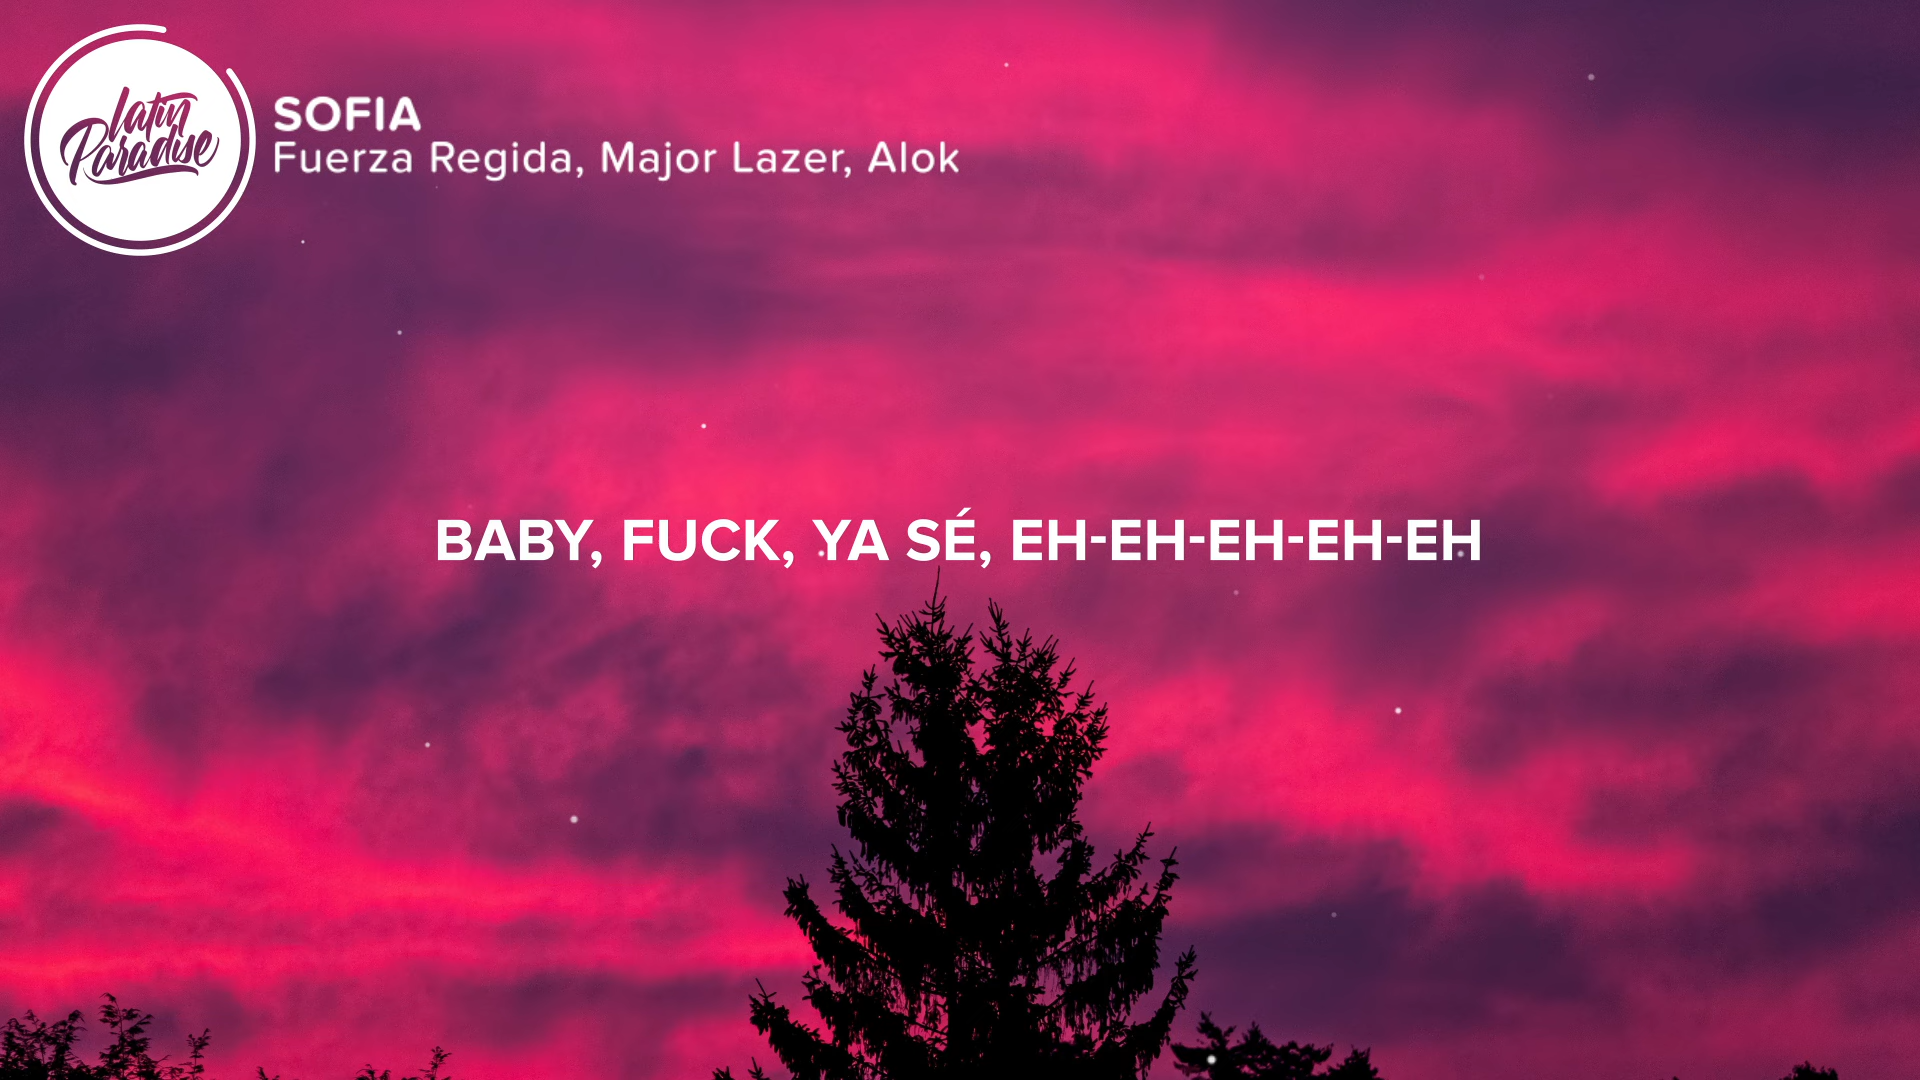 latin
Paradise
SOFIA
Fuerza Regida, Major Lazer, Alok
BABY, FUCK, YA SÉ, EH-EH-EH-EH-EH